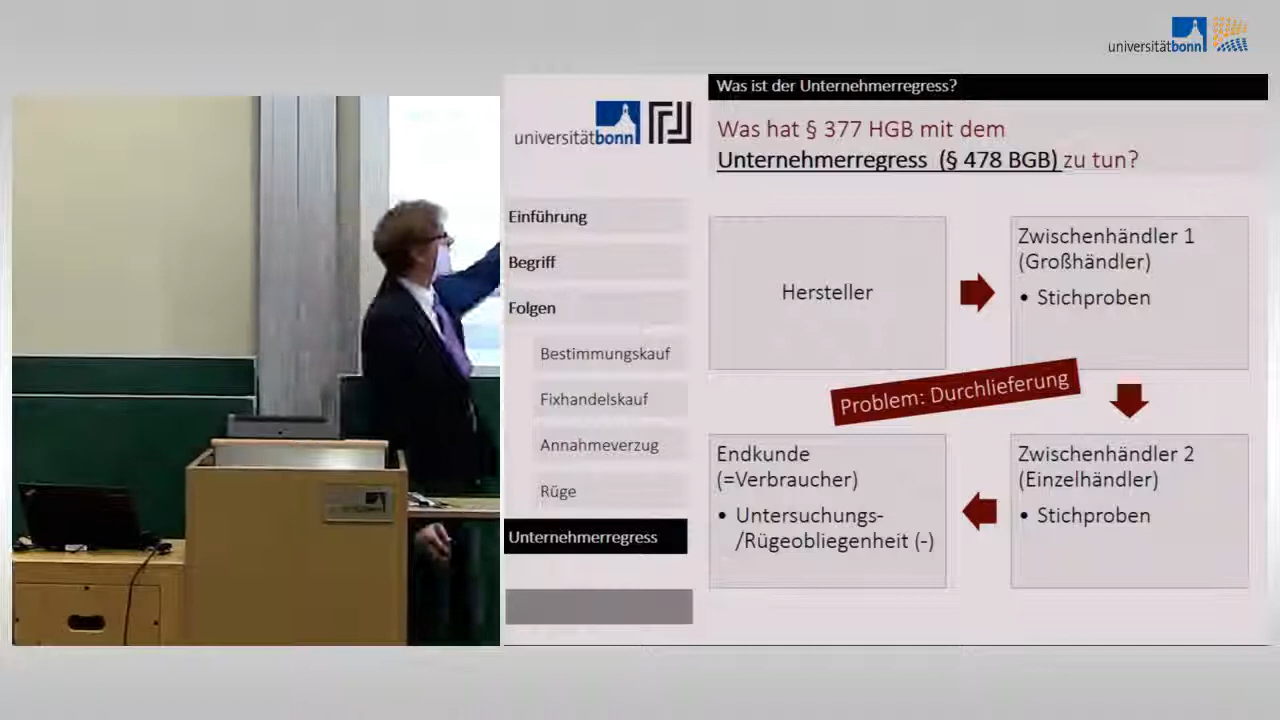 universitätbonn
Was ist der Unternehmerregress?
universitätbonn
Was hat § 377 HGB mit dem
Unternehmerregress (§ 478 BGB) zu tun?
Einführung
Begriff
Folgen
Bestimmungskauf
Fixhandelskauf
Annahmeverzug
Rüge
Unternehmerregress
Hersteller
Zwischenhändler 1
(Großhändler)
• Stichproben
Problem: Durchlieferung
Endkunde
(=Verbraucher)
• Untersuchungs-
/Rügeobliegenheit (-)
Zwischenhändler 2
(Einzelhändler)
• Stichproben